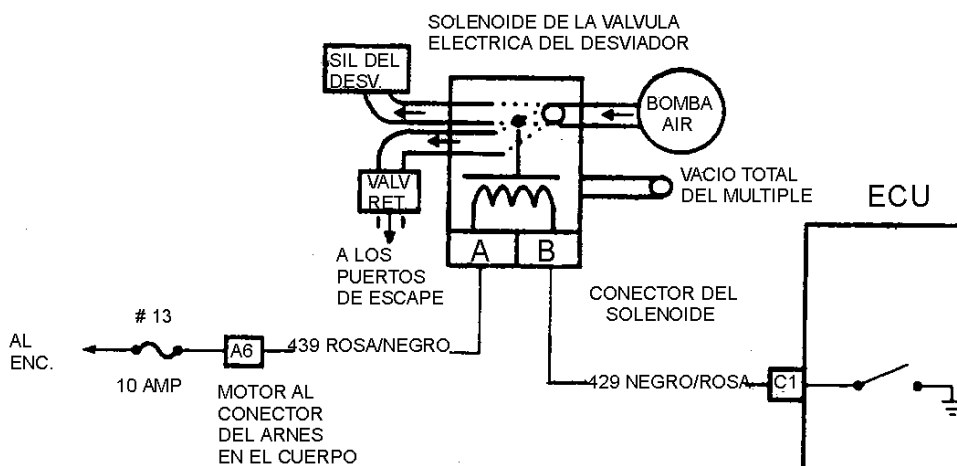 SOLENOIDE DE LA VALVULA
ELECTRICA DEL DESVIADOR
SIL DEL
DESV.
BOMBA
AIR
VALV
RET
VACIO TOTAL
DEL MULTIPLE
ECU
A
B
A LOS
PUERTOS
DE ESCAPE
CONECTOR DEL
SOLENOIDE
# 13
AL
ENC.
A6
439 ROSA/NEGRO
10 AMP
429 NEGRO/ROSA
C1
MOTOR AL
CONECTOR
DEL ARNES
EN EL CUERPO